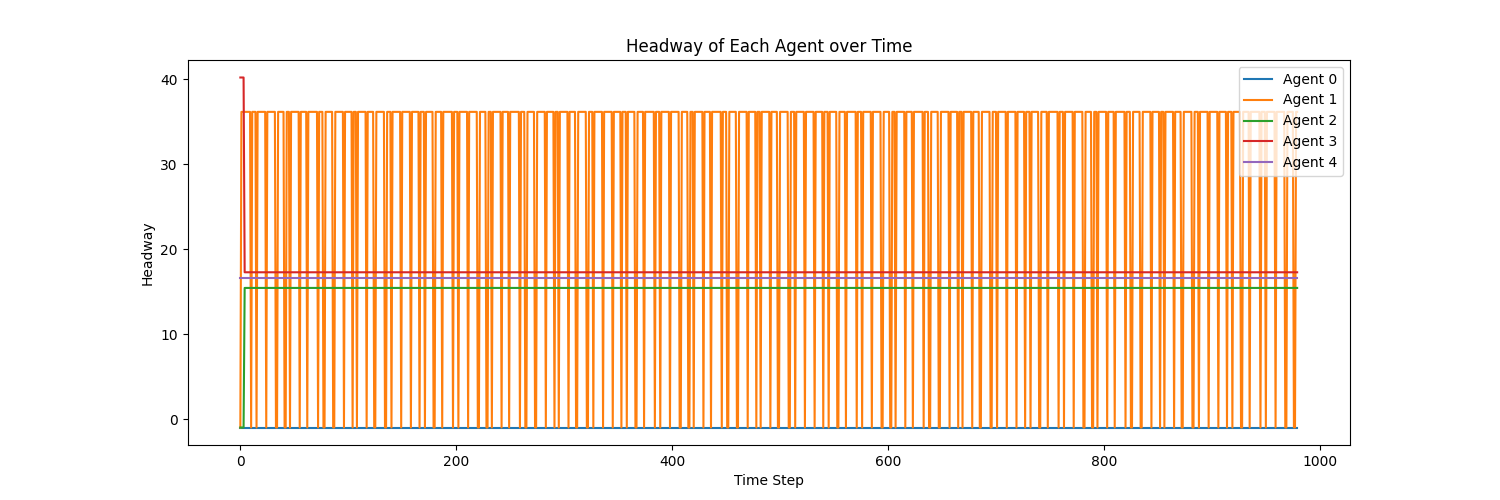 Headway of Each Agent over Time
Headway
40
30
20
10
0
Agent 0
Agent 1
Agent 2
Agent 3
Agent 4
0 200 400 600 800 1000
Time Step